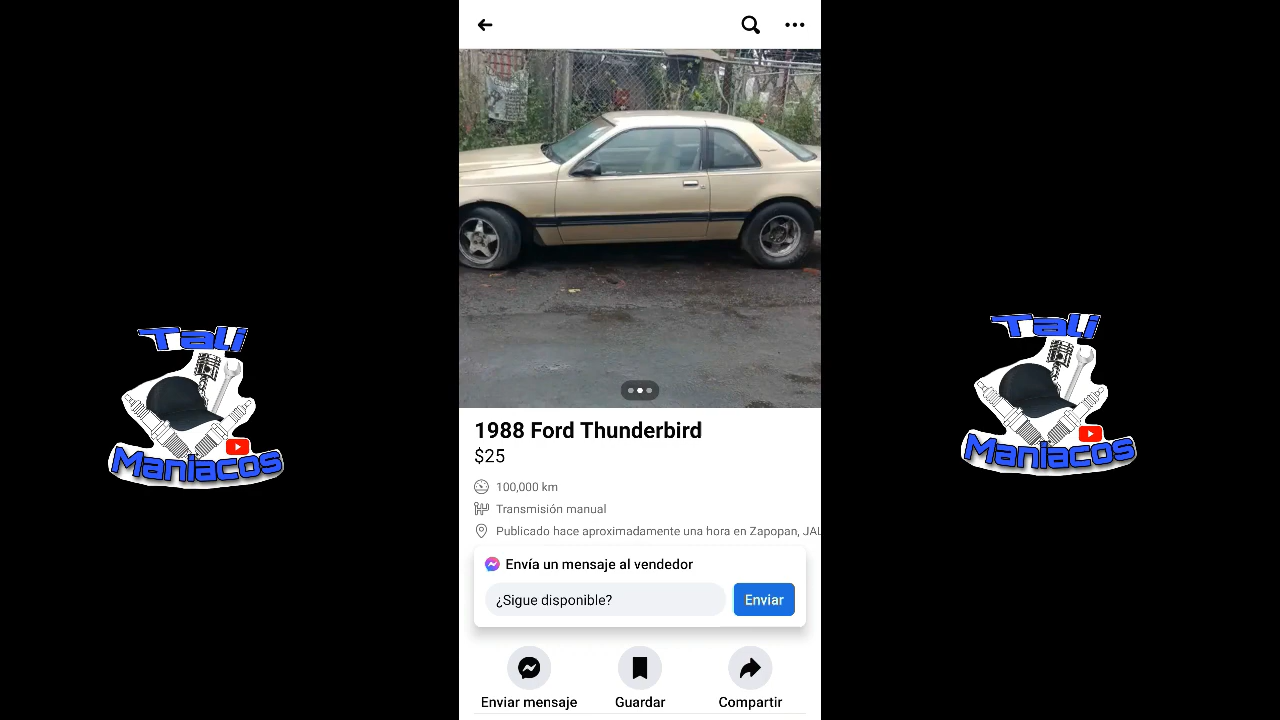 1988 Ford Thunderbird
$25
100,000 km
Transmisión manual
Publicado hace aproximadamente una hora en Zapopan, JAL
Envía un mensaje al vendedor
¿Sigue disponible?
Enviar
Enviar mensaje
Guardar
Compartir
Tali
Maniacos
Tali
Maniacos